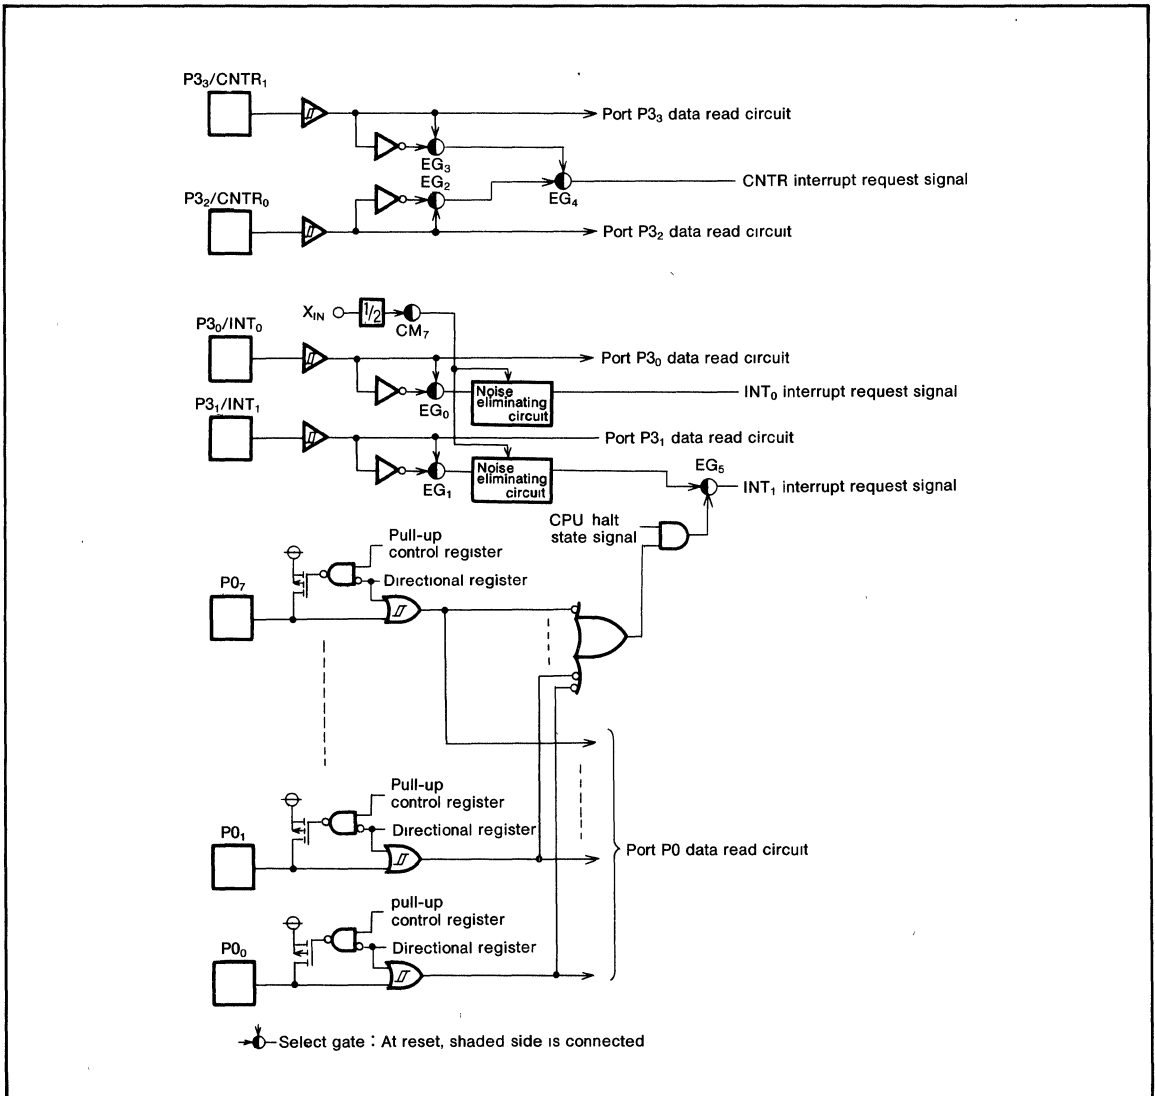 P3₃/CNTR₁
Port P3₃ data read circuit
EG₃
EG₂
CNTR interrupt request signal
EG₄
P3₂/CNTR₀
Port P3₂ data read circuit
X_IN
1/2
CM₇
P3₀/INT₀
Port P3₀ data read circuit
Noise
eliminating
circuit
INT₀ interrupt request signal
EG₀
P3₁/INT₁
Port P3₁ data read circuit
EG₅
Noise
eliminating
circuit
EG₁
INT₁ interrupt request signal
CPU halt
state signal
Pull-up
control register
Directional register
P0₇
Pull-up
control register
Directional register
P0₁
Port P0 data read circuit
pull-up
control register
Directional register
P0₀
Select gate : At reset, shaded side is connected